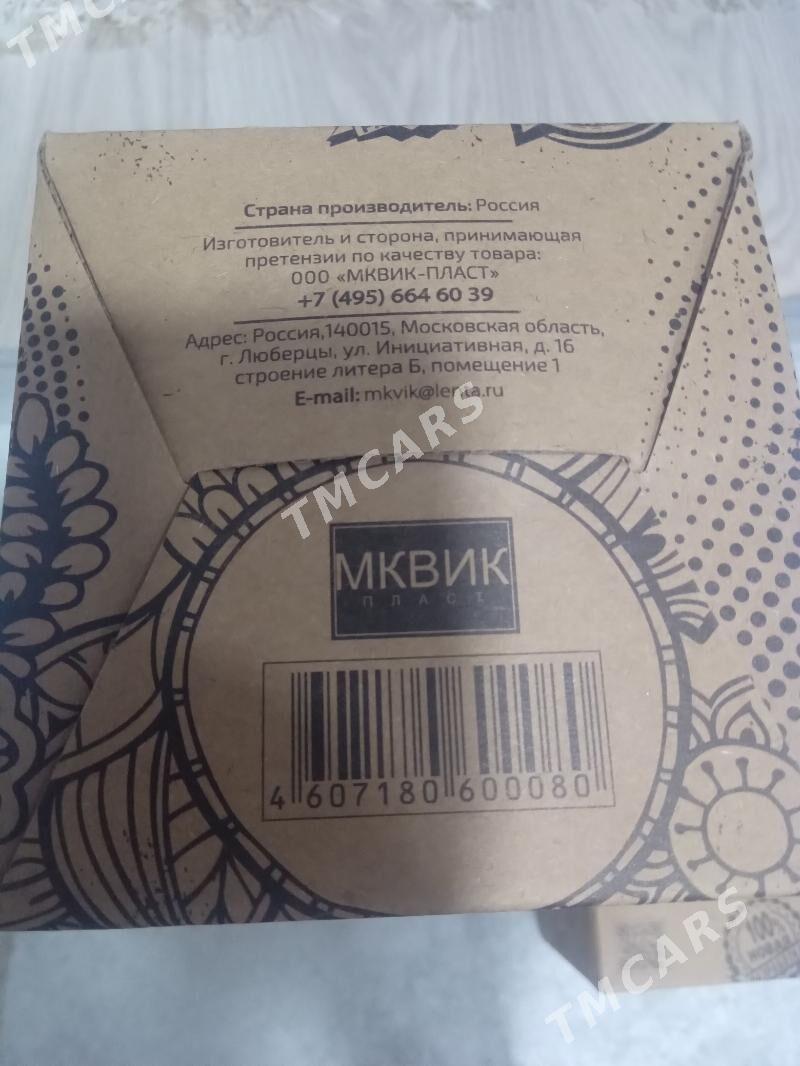 TMCARS
Страна производитель: Россия
Изготовитель и сторона, принимающая
претензии по качеству товара:
ООО «МКВИК-ПЛАСТ»
+7 (495) 664 60 39
Адрес: Россия,140015, Московская область,
г. Люберцы, ул. Инициативная, д. 16
строение литера Б, помещение 1
E-mail: mkvik@lenta.ru
TMCARS
МКВИК
ПЛАСТ
4 607180 600080
100%
TMCARS